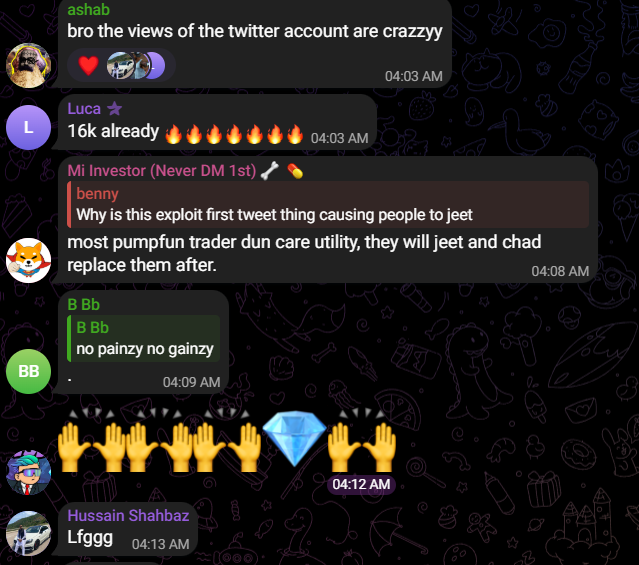 ashab
bro the views of the twitter account are crazzyy
04:03 AM
L
Luca
16k already 🔥🔥🔥🔥🔥🔥🔥 04:03 AM
Mi Investor (Never DM 1st) 🦴 💊
benny
Why is this exploit first tweet thing causing people to jeet
most pumpfun trader dun care utility, they will jeet and chad
replace them after.
04:08 AM
B Bb
B Bb
no painzy no gainzy
BB
. 04:09 AM
🙌🙌🙌💎🙌
04:12 AM
Hussain Shahbaz
Lfggg 04:13 AM